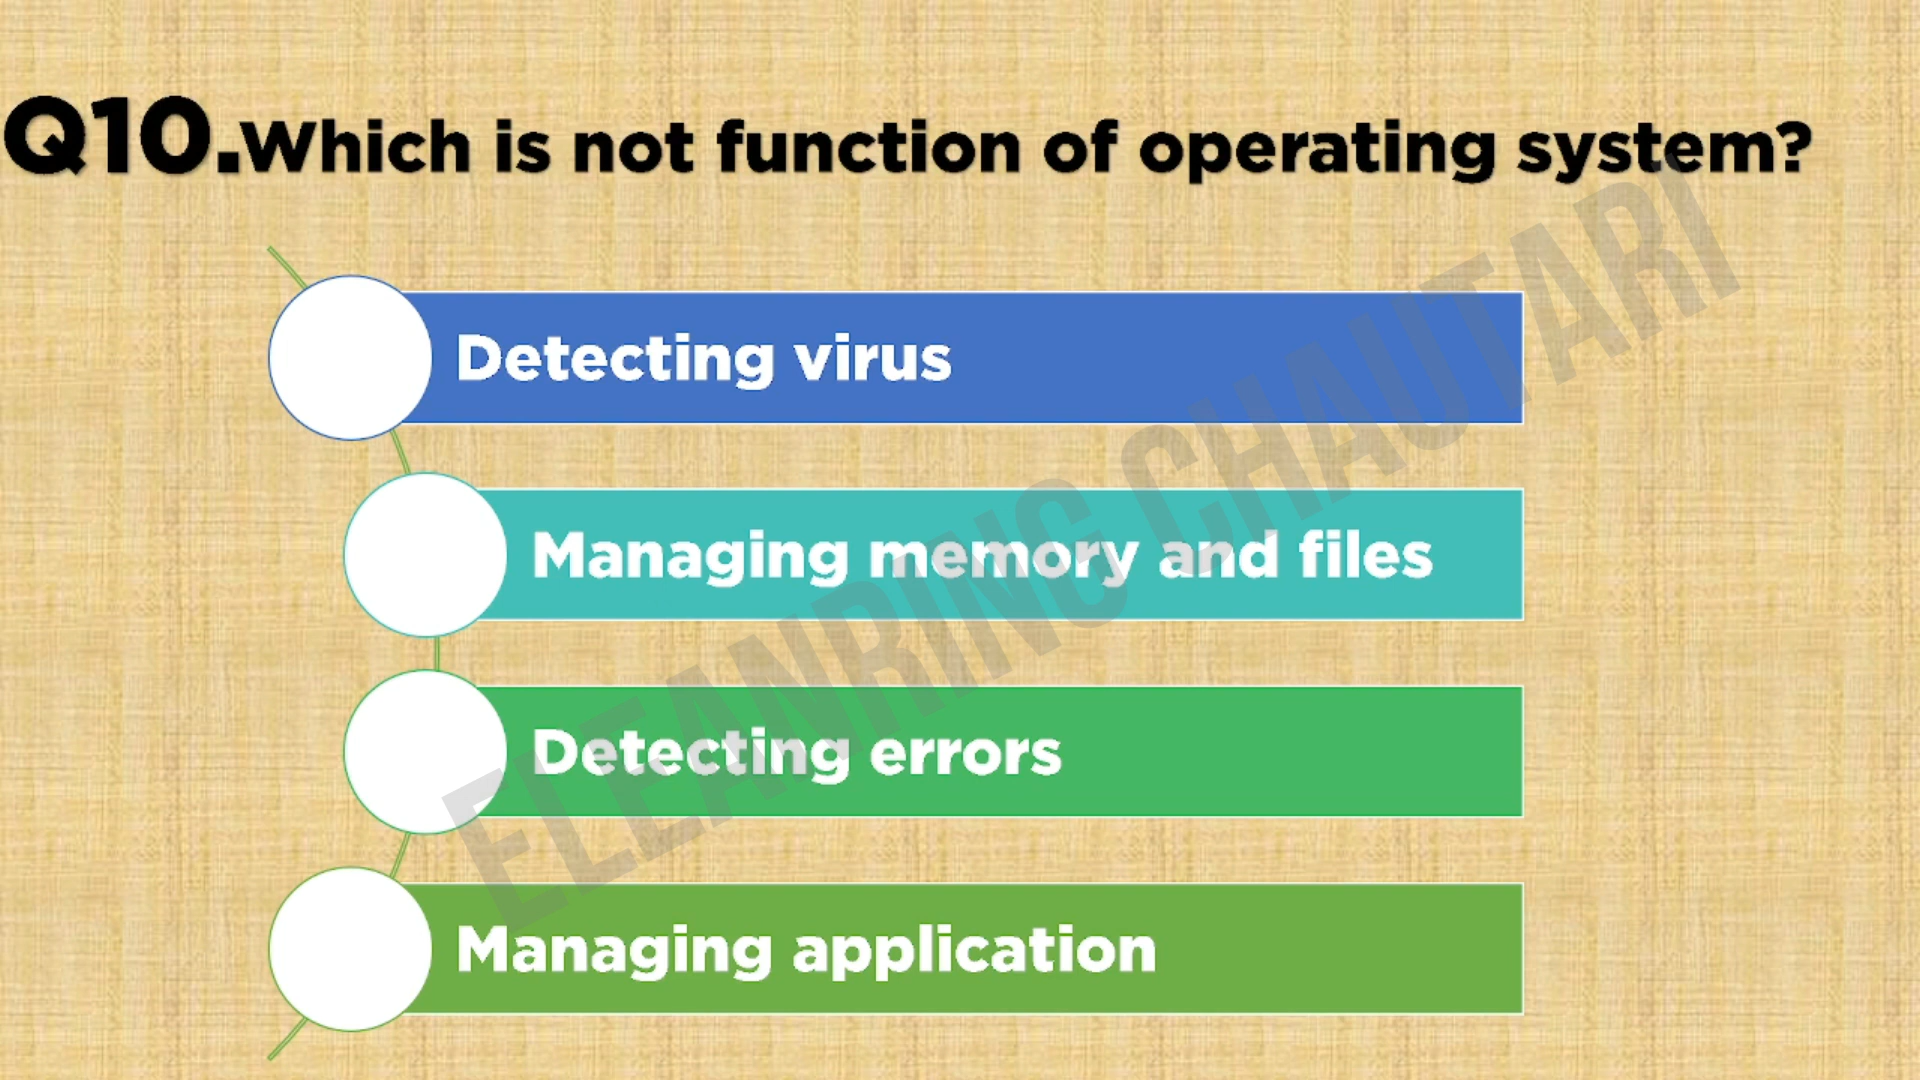 Q10.Which is not function of operating system?
Detecting virus
Managing memory and files
Detecting errors
Managing application
ELEANRING CHAUTARI